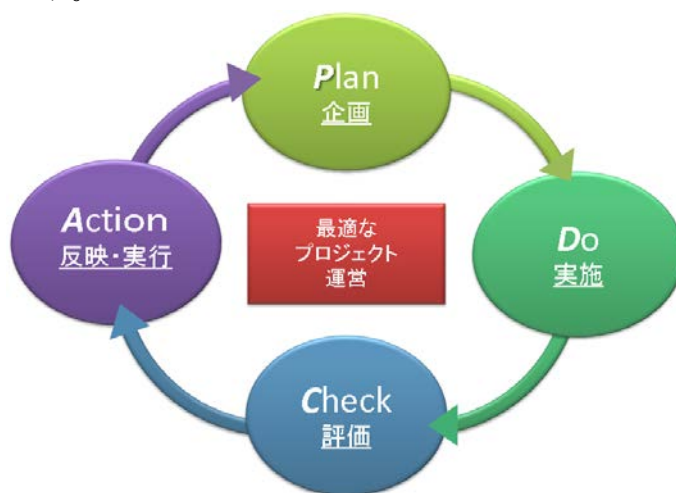 Plan
企画
Action
反映・実行
最適な
プロジェクト
運営
Do
実施
Check
評価